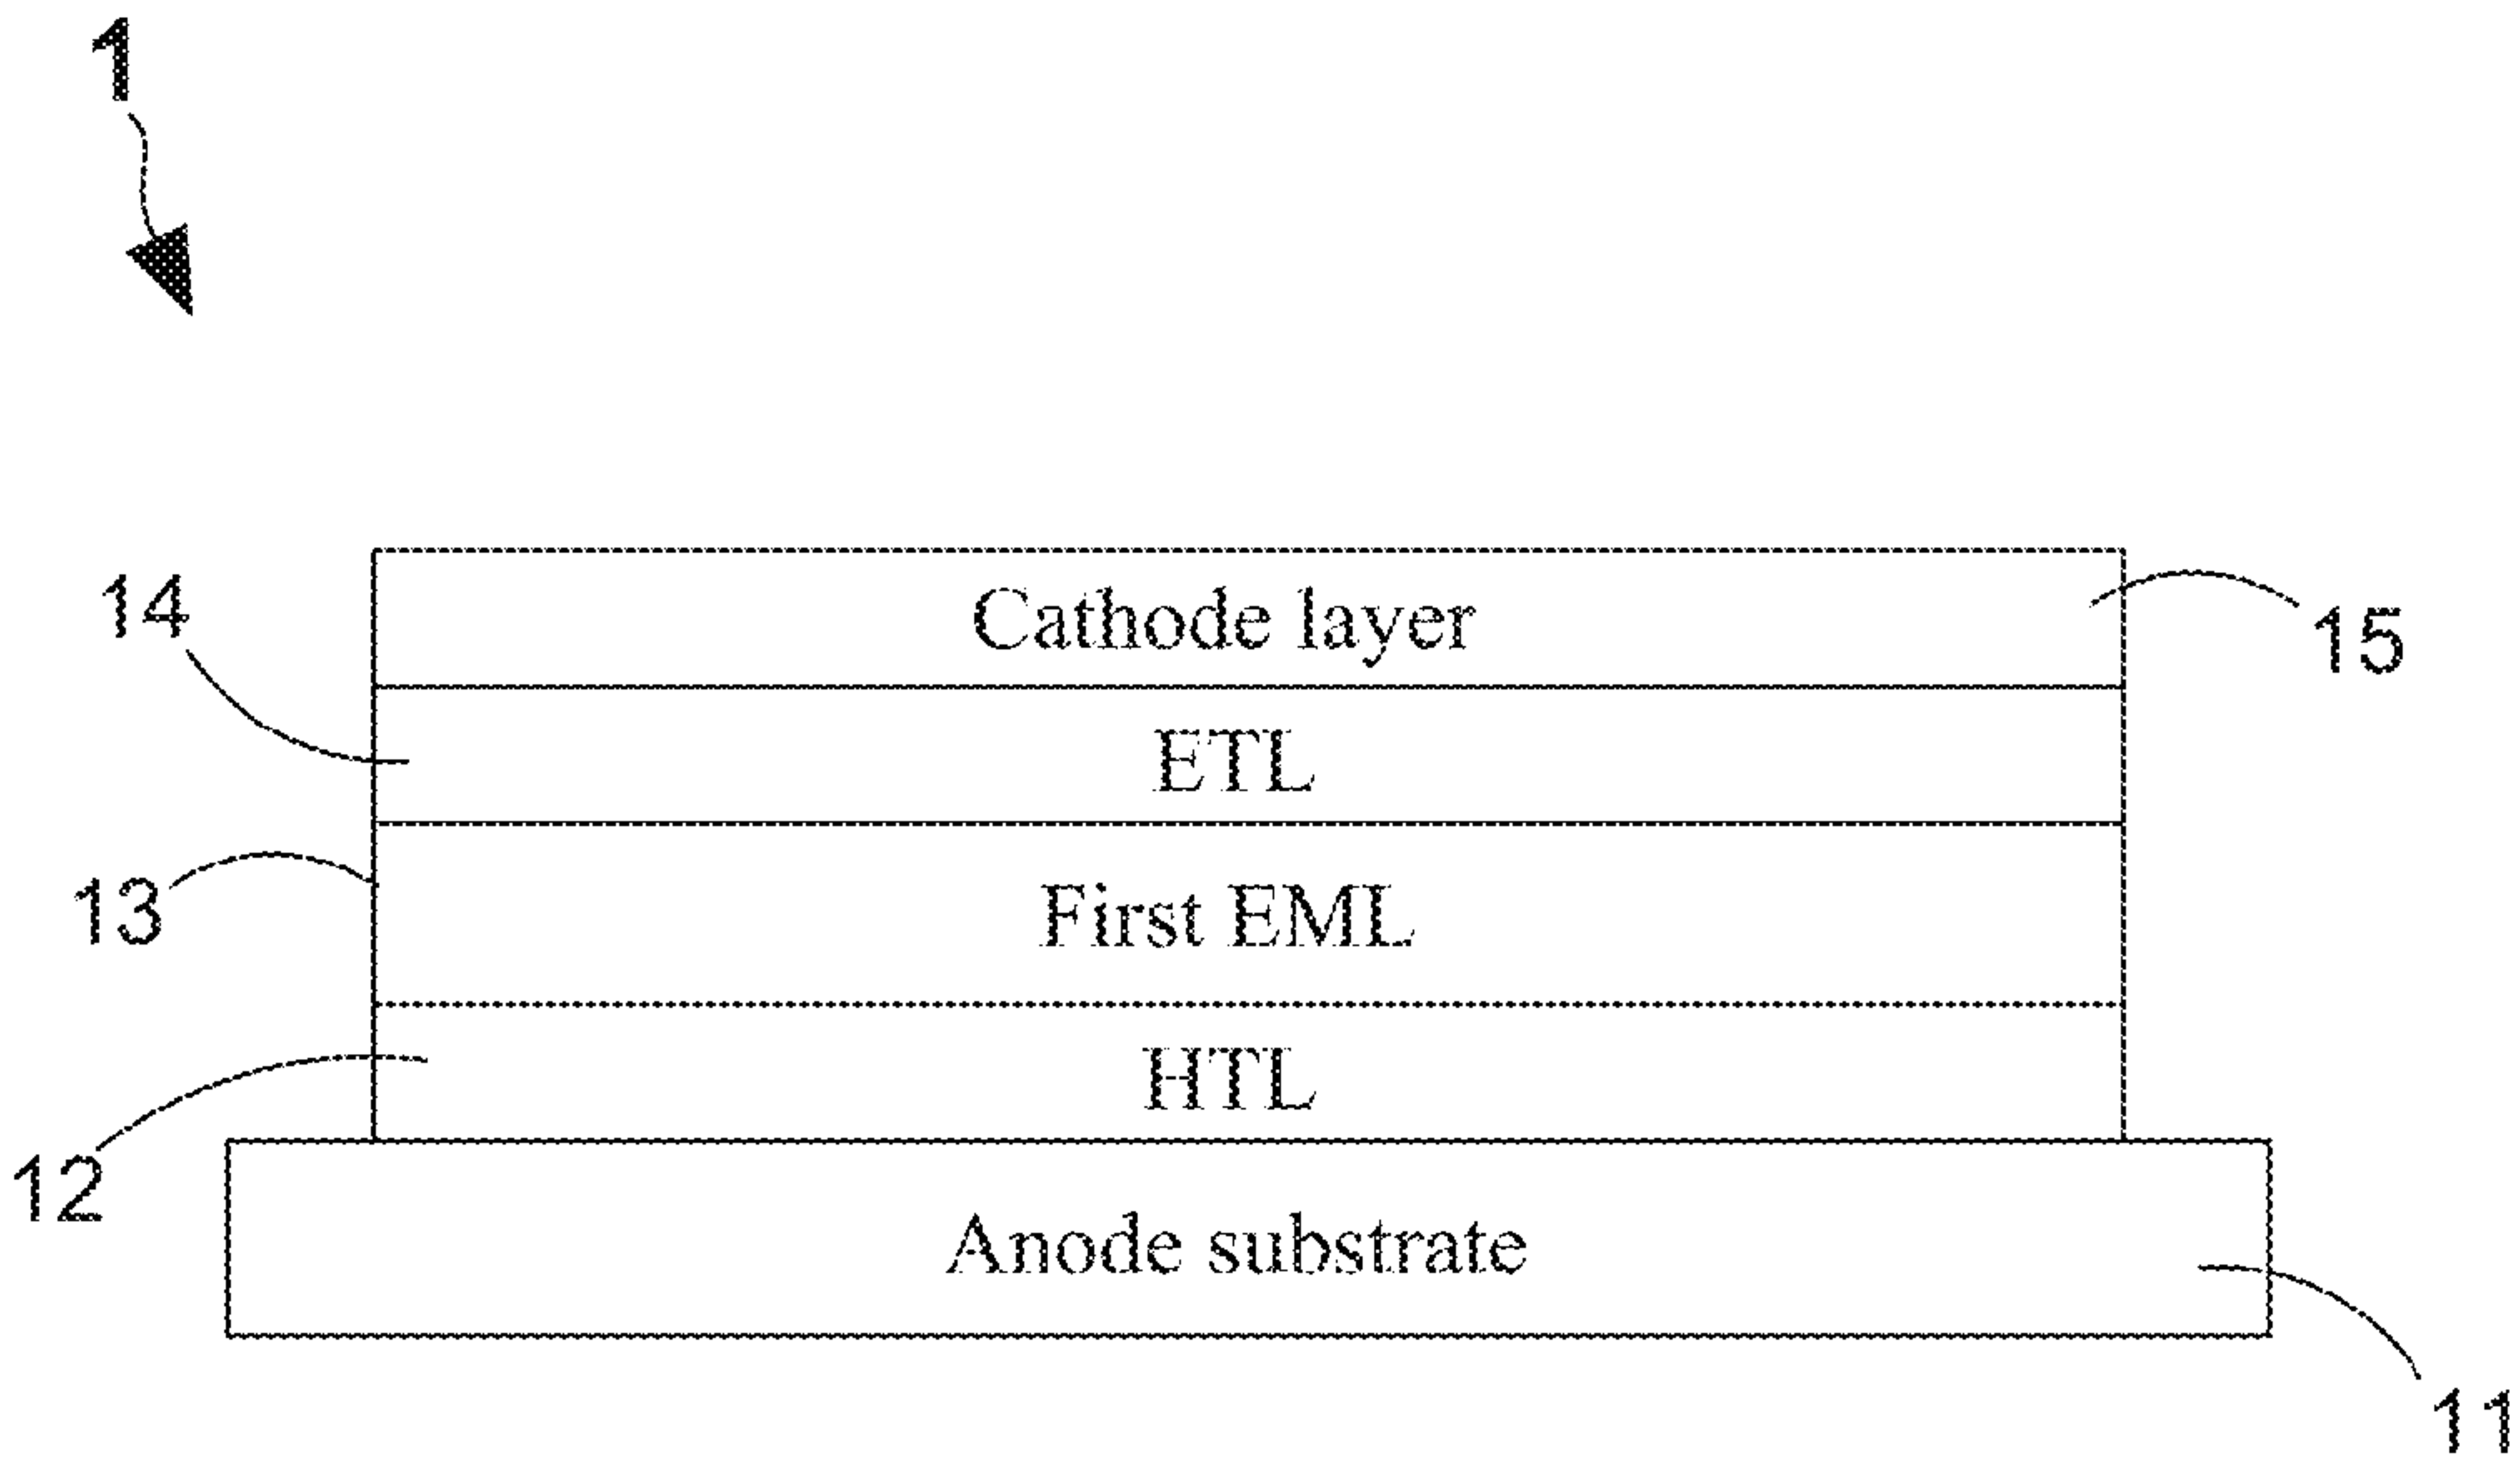 1
Cathode layer
14
15
ETL
First EML
13
HTL
12
Anode substrate
11